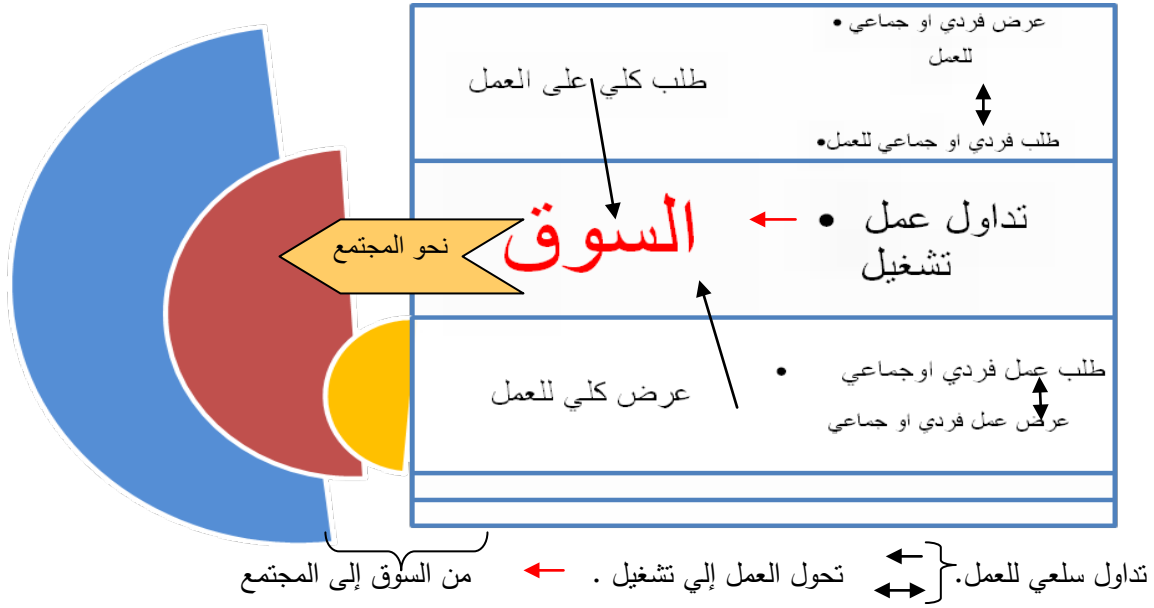 عرض فردي او جماعي •
للعمل
طلب فردي او جماعي للعمل•
طلب كلي على العمل
تداول عمل •
تشغيل
السوق
نحو المجتمع
طلب عمل فردي اوجماعي •
عرض عمل فردي او جماعي
عرض كلي للعمل
تداول سلعي للعمل. تحول العمل إلي تشغيل . من السوق إلى المجتمع